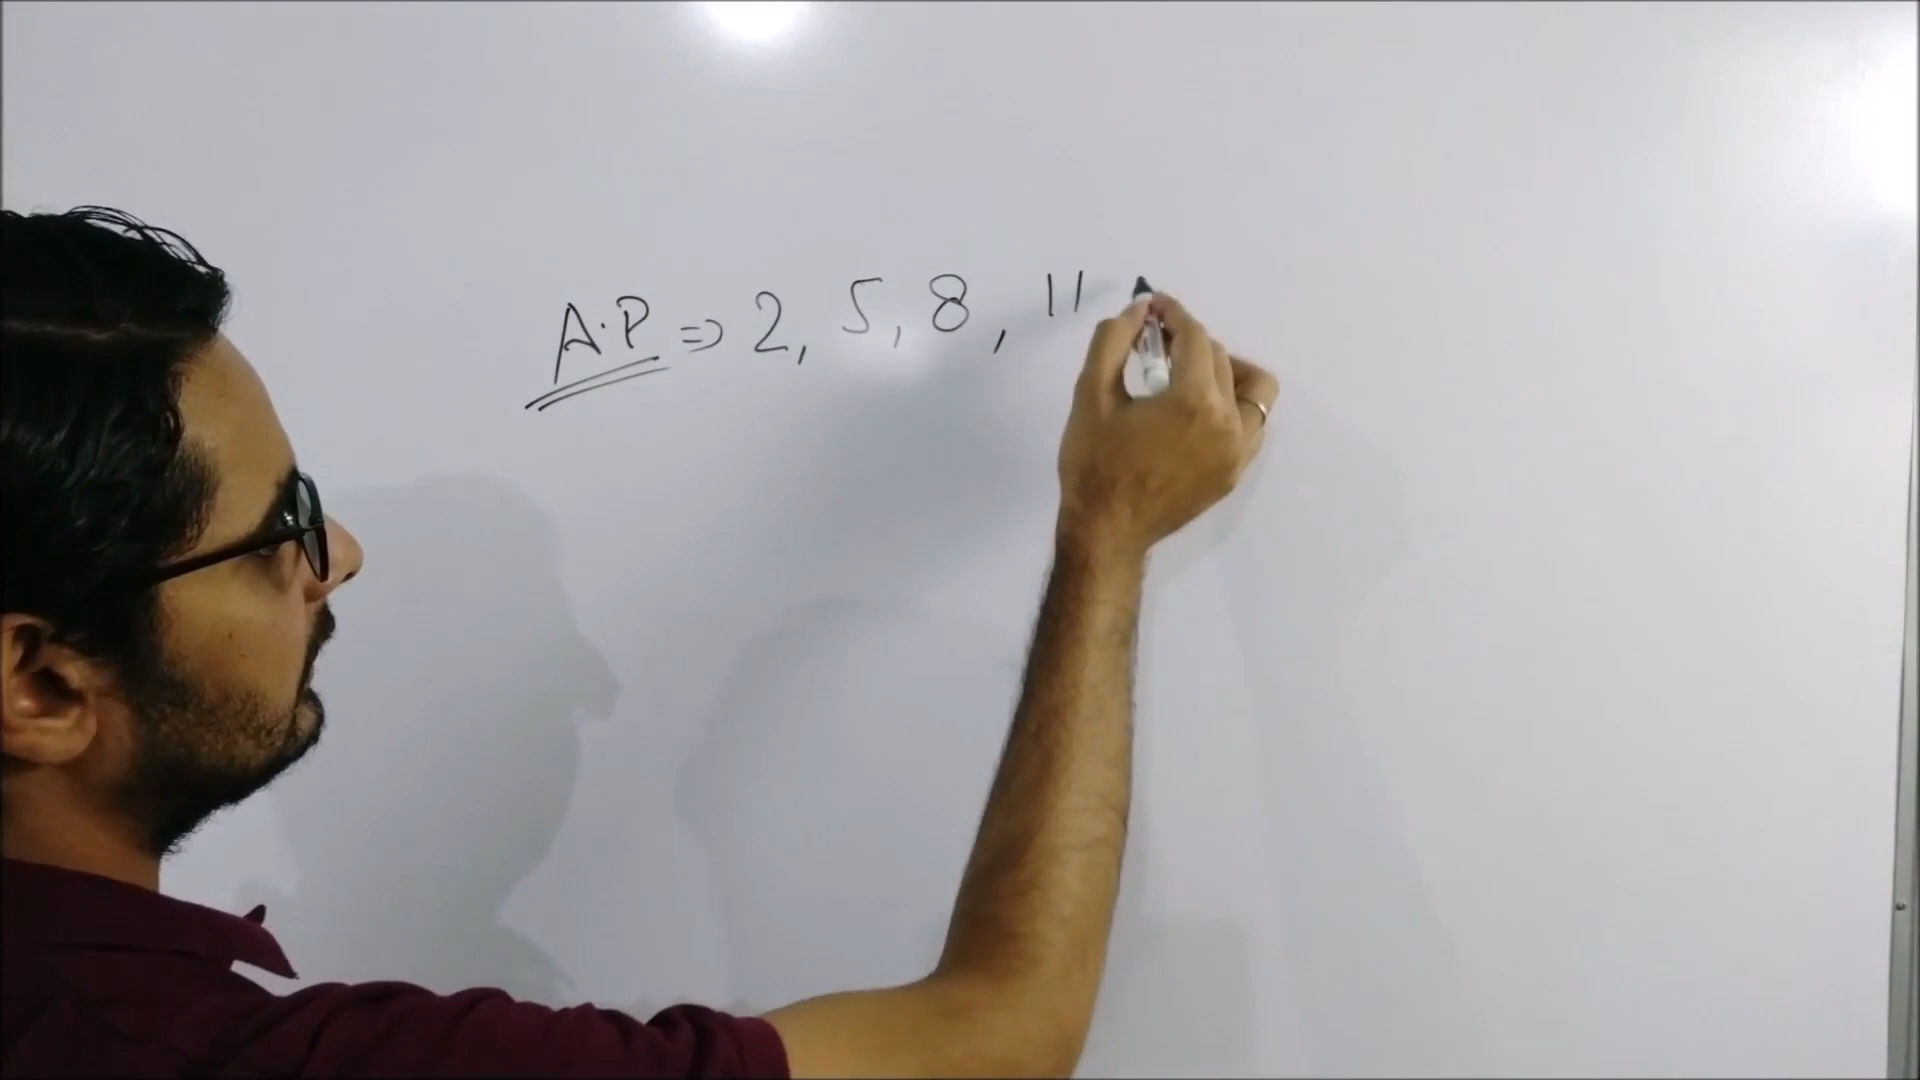 A.P ⇒ 2, 5, 8, 11